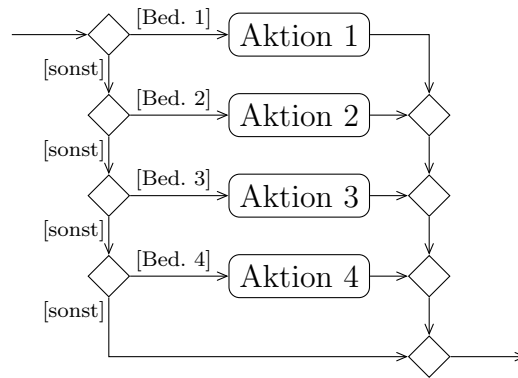 [Bed. 1]
Aktion 1
[sonst]
[Bed. 2]
Aktion 2
[sonst]
[Bed. 3]
Aktion 3
[sonst]
[Bed. 4]
Aktion 4
[sonst]